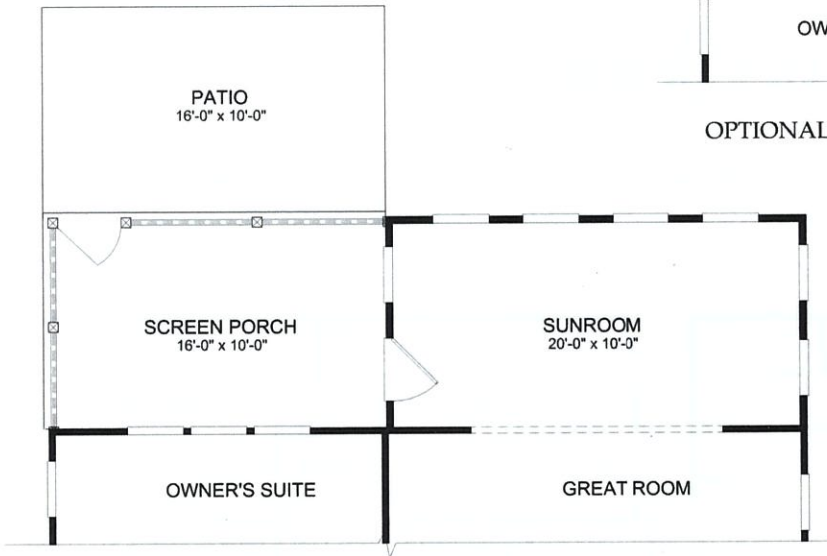 OW
PATIO
16'-0" x 10'-0"
OPTIONAL
SCREEN PORCH
16'-0" x 10'-0"
SUNROOM
20'-0" x 10'-0"
OWNER'S SUITE
GREAT ROOM